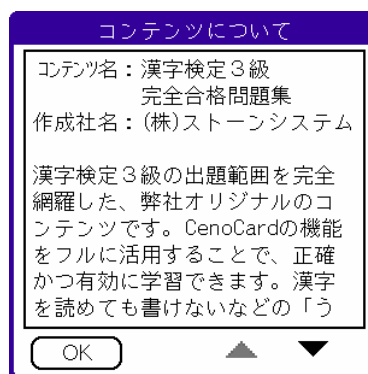 コンテンツについて
コンテンツ名：漢字検定３級
完全合格問題集
作成社名：(株)ストーンシステム
漢字検定３級の出題範囲を完全
網羅した、弊社オリジナルのコ
ンテンツです。CenoCardの機能
をフルに活用することで、正確
かつ有効に学習できます。漢字
を読めても書けないなどの「う
OK